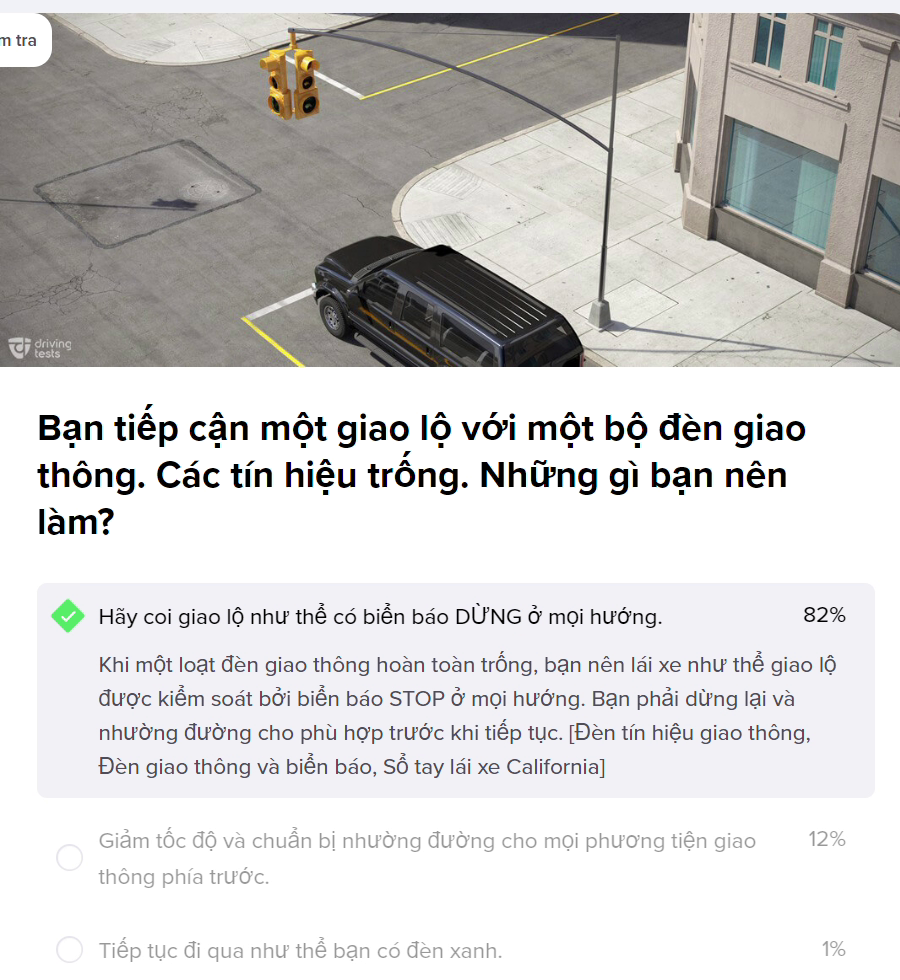 m tra
driving
tests
Bạn tiếp cận một giao lộ với một bộ đèn giao
thông. Các tín hiệu trống. Những gì bạn nên
làm?
Hãy coi giao lộ như thể có biển báo DỪNG ở mọi hướng. 82%
Khi một loạt đèn giao thông hoàn toàn trống, bạn nên lái xe như thể giao lộ
được kiểm soát bởi biển báo STOP ở mọi hướng. Bạn phải dừng lại và
nhường đường cho phù hợp trước khi tiếp tục. [Đèn tín hiệu giao thông,
Đèn giao thông và biển báo, Sổ tay lái xe California]
Giảm tốc độ và chuẩn bị nhường đường cho mọi phương tiện giao 12%
thông phía trước.
Tiếp tục đi qua như thể bạn có đèn xanh. 1%